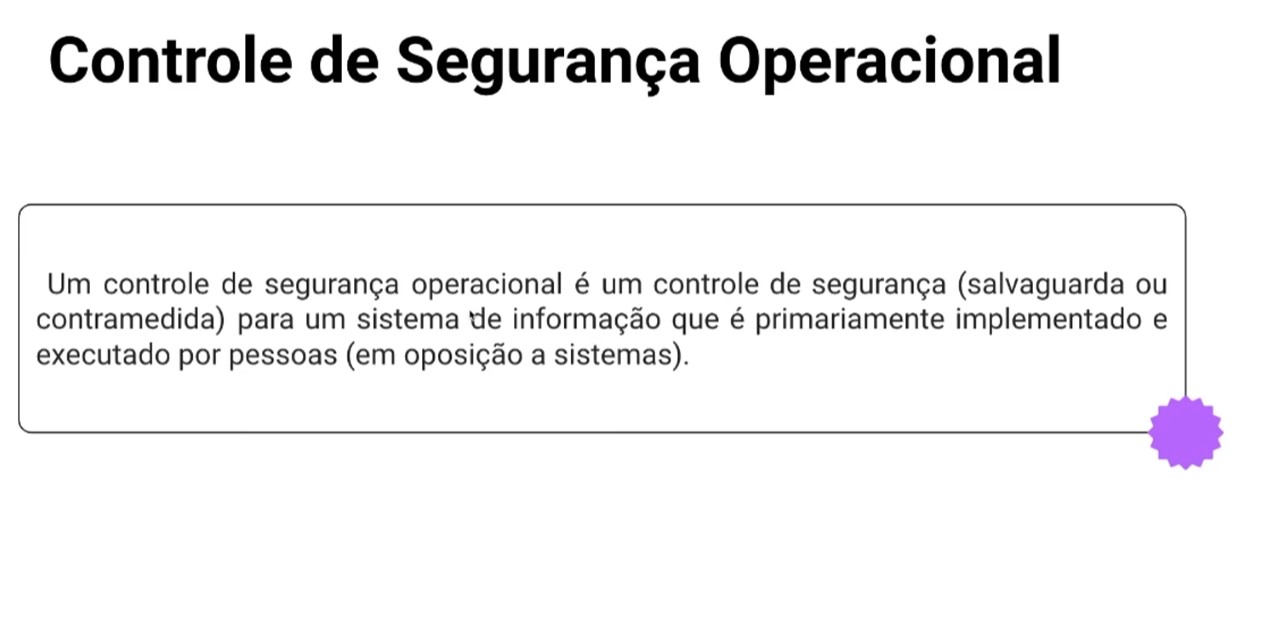 Controle de Segurança Operacional
Um controle de segurança operacional é um controle de segurança (salvaguarda ou
contramedida) para um sistema de informação que é primariamente implementado e
executado por pessoas (em oposição a sistemas).